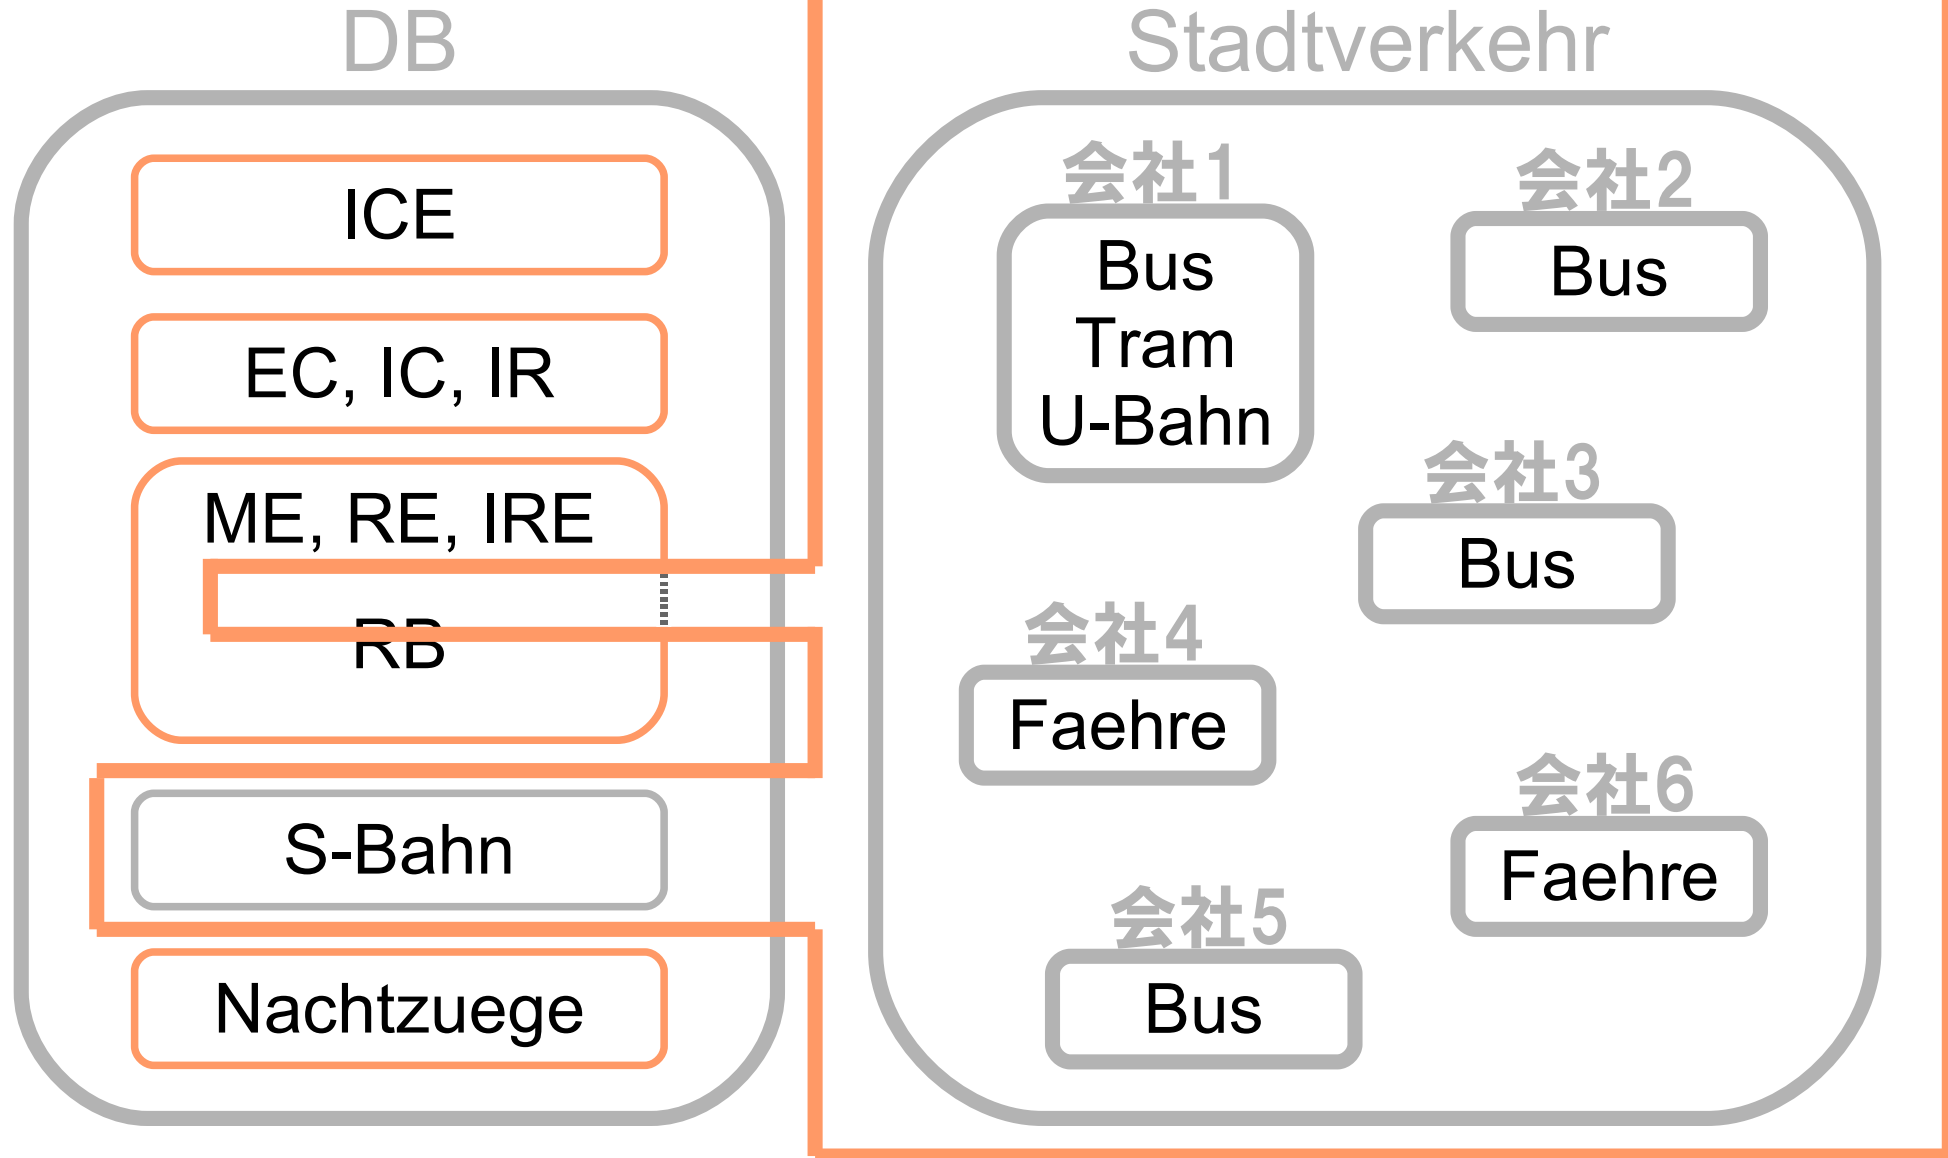 DB
ICE
EC, IC, IR
ME, RE, IRE
RB
S-Bahn
Nachtzuege
Stadtverkehr
会社1
Bus
Tram
U-Bahn
会社2
Bus
会社3
Bus
会社4
Faehre
会社6
Faehre
会社5
Bus